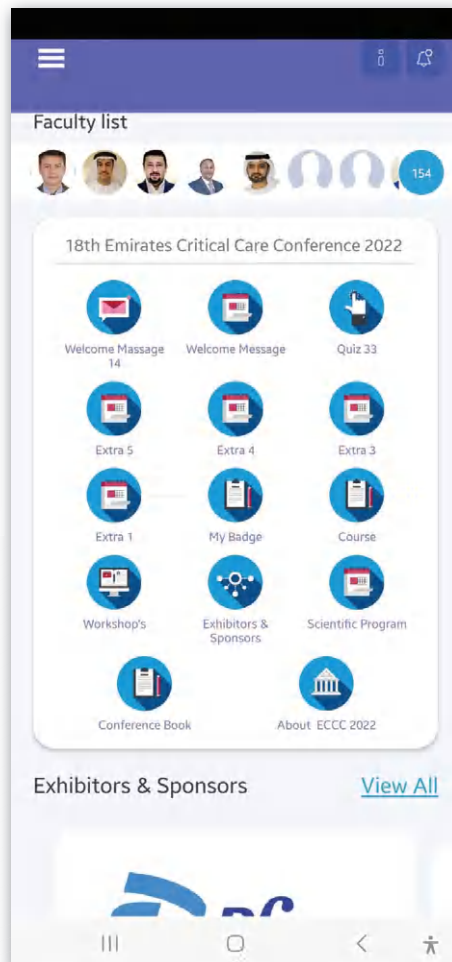 Faculty list
154
18th Emirates Critical Care Conference 2022
Welcome Massage
14
Welcome Message
Quiz 33
Extra 5
Extra 4
Extra 3
Extra 1
My Badge
Course
Workshop's
Exhibitors &
Sponsors
Scientific Program
Conference Book
About ECCC 2022
Exhibitors & Sponsors
View All